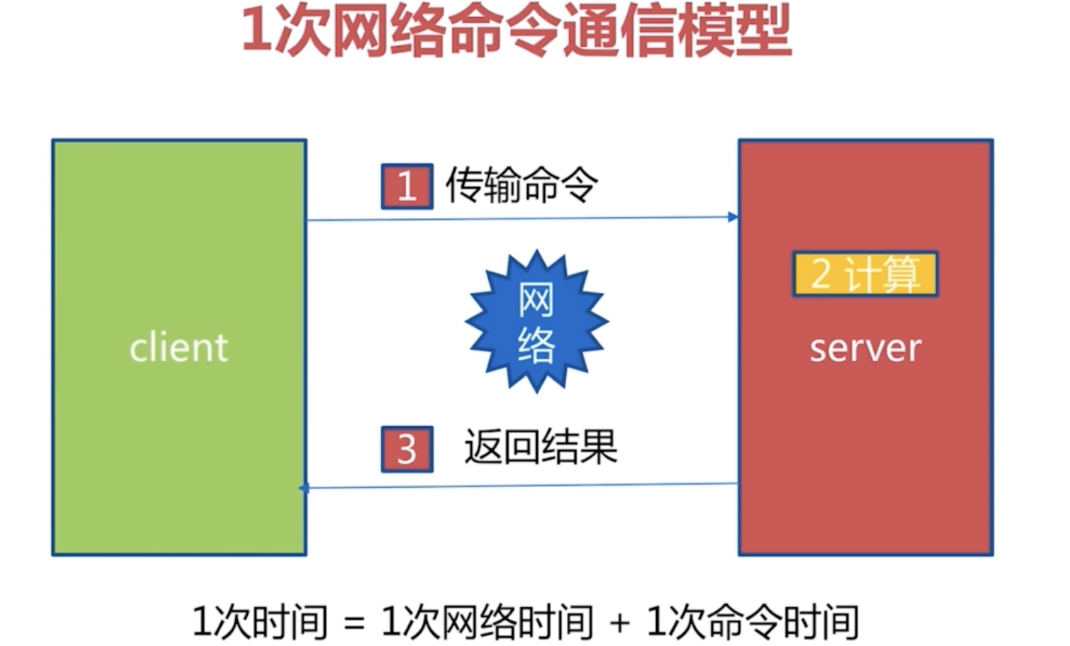 1次网络命令通信模型
1 传输命令
2 计算
网
络
client
server
3 返回结果
1次时间 = 1次网络时间 + 1次命令时间